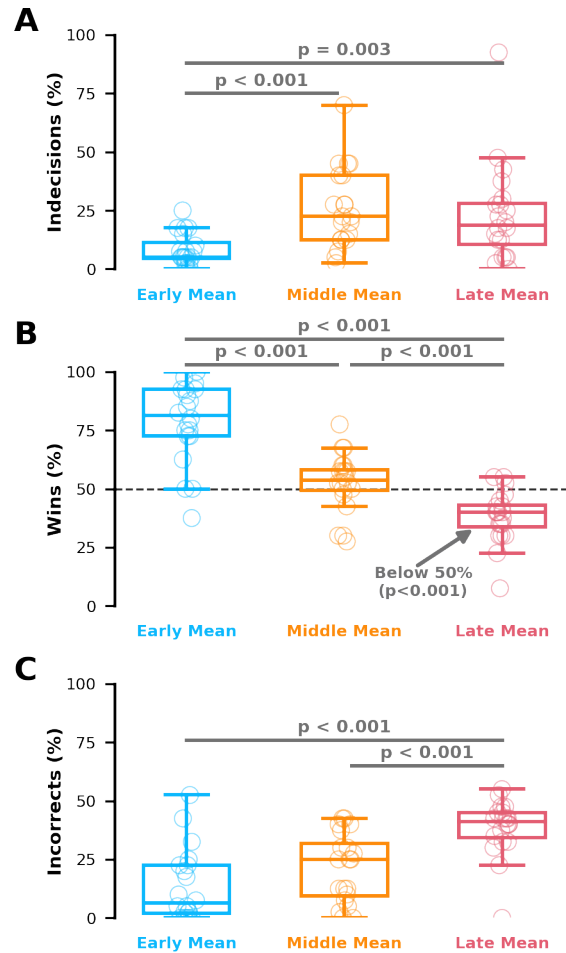 A
100
p = 0.003
p < 0.001
75
50
25
0
Indecisions (%)
Early Mean Middle Mean Late Mean
B
p < 0.001
p < 0.001 p < 0.001
100
75
50
25
0
Wins (%)
Below 50%
(p<0.001)
Early Mean Middle Mean Late Mean
C
100
p < 0.001
75
p < 0.001
50
25
0
Incorrects (%)
Early Mean Middle Mean Late Mean